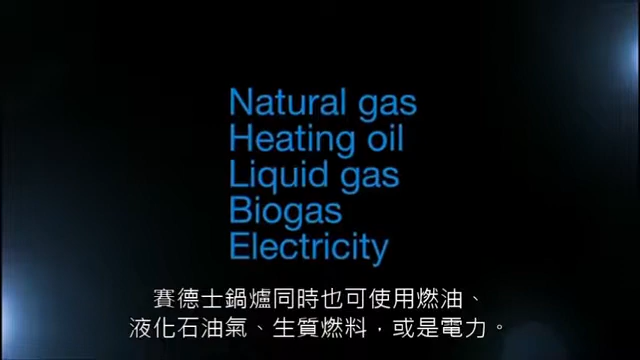 Natural gas
Heating oil
Liquid gas
Biogas
Electricity
賽德士鍋爐同時也可使用燃油、
液化石油氣、生質燃料，或是電力。